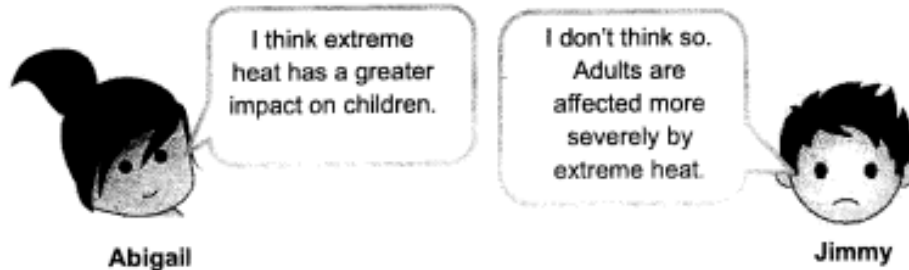 I think extreme
heat has a greater
impact on children.
I don't think so.
Adults are
affected more
severely by
extreme heat.
Abigail
Jimmy